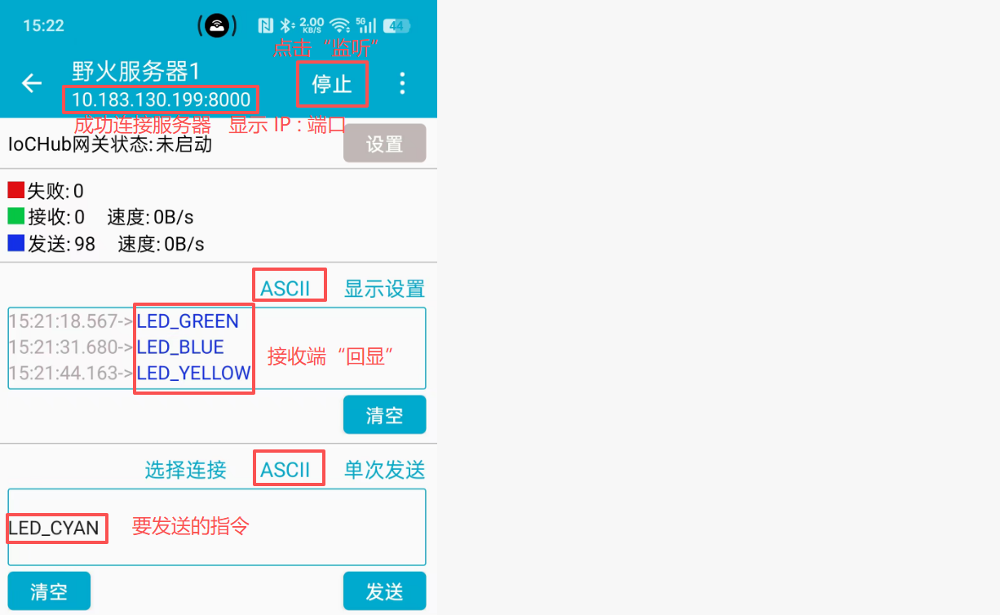 15:22
2.00 KB/S
5G
44
点击“监听”
野火服务器1
停止
10.183.130.199:8000
成功连接服务器 显示 IP : 端口
IoCHub网关状态:未启动
设置
失败: 0
接收: 0 速度: 0B/s
发送: 98 速度: 0B/s
ASCII 显示设置
15:21:18.567->LED_GREEN
15:21:31.680->LED_BLUE
15:21:44.163->LED_YELLOW
接收端“回显”
清空
选择连接 ASCII 单次发送
LED_CYAN 要发送的指令
清空 发送